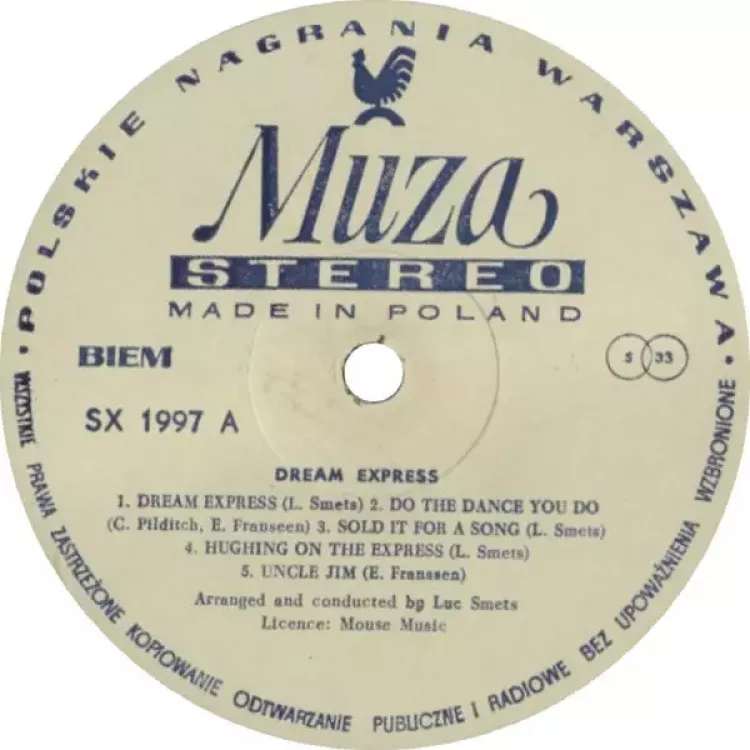 • POLSKIE NAGRANIA WARSZAWA •
Muza
STEREO
MADE IN POLAND
BIEM
S 33
SX 1997 A
DREAM EXPRESS
1. DREAM EXPRESS (L. Smets) 2. DO THE DANCE YOU DO
(C. Pilditch, E. Franseen) 3. SOLD IT FOR A SONG (L. Smets)
4. HUGHING ON THE EXPRESS (L. Smets)
5. UNCLE JIM (E. Franssen)
Arranged and conducted by Luc Smets
Licence: Mouse Music
WSZYSTKIE PRAWA ZASTRZEŻONE KOPIOWANIE ODTWARZANIE PUBLICZNE I RADIOWE BEZ UPOWAŻNIENIA WZBRONIONE